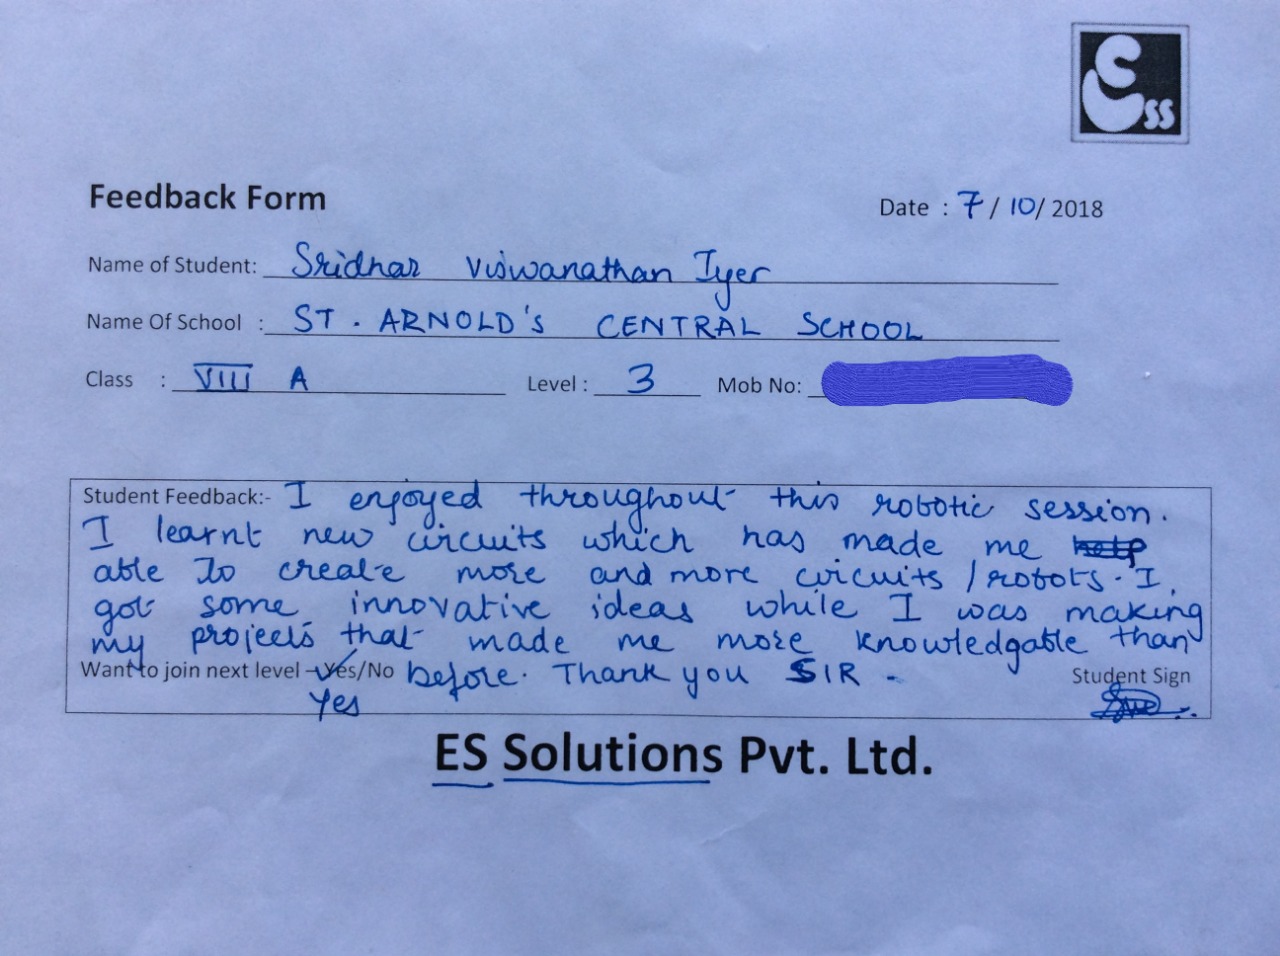 Ess
Feedback Form
Date : 7/10/2018
Name of Student: Sridhar Viswanathan Iyer
Name Of School : ST. ARNOLD'S CENTRAL SCHOOL
Class : VIII A Level : 3 Mob No:
Student Feedback:- I enjoyed throughout this robotic session.
I learnt new circuits which has made me help
able to create more and more circuits / robots. I
got some innovative ideas while I was making
my projects that made me more knowledgable than
Want to join next level - Yes/No before. Thank you SIR. Student Sign
Yes
ES Solutions Pvt. Ltd.